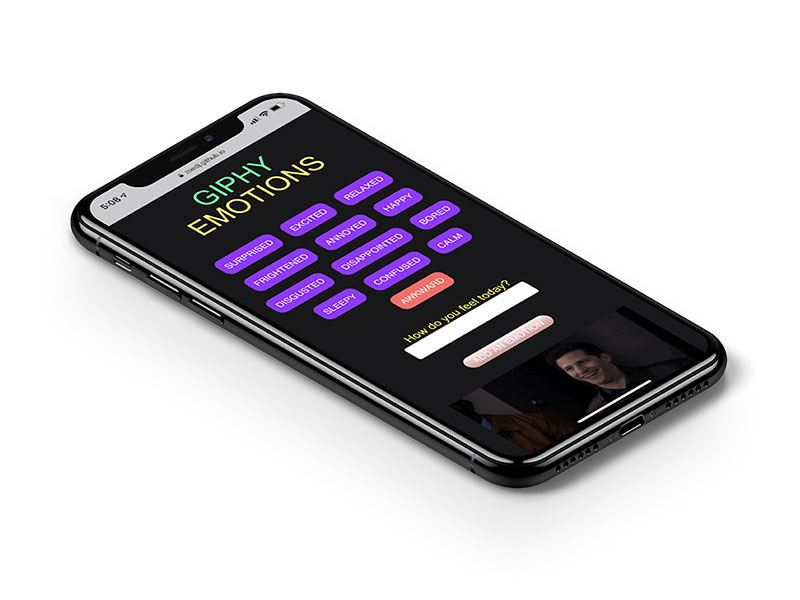 5:08
zoedj.github.io
GIPHY
EMOTIONS
SURPRISED EXCITED RELAXED
FRIGHTENED ANNOYED HAPPY
DISGUSTED DISAPPOINTED BORED
SLEEPY CONFUSED CALM
AWKWARD
How do you feel today?
ADD AN EMOTION